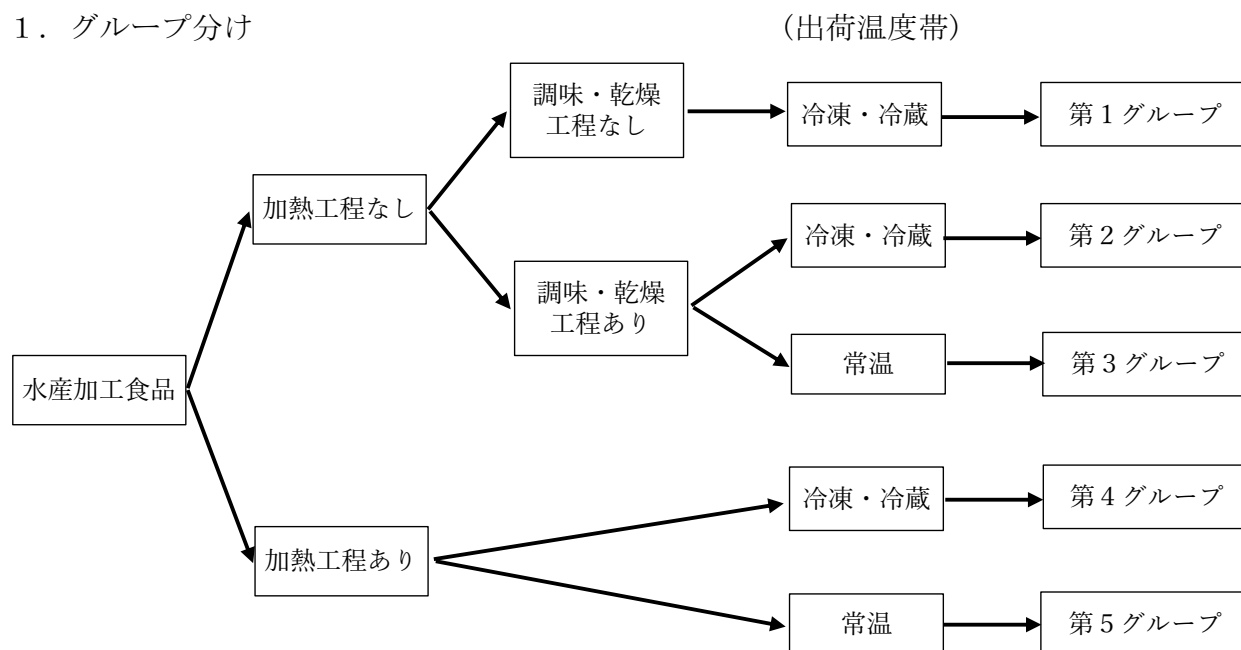 １．グループ分け
(出荷温度帯)
調味・乾燥
工程なし
冷凍・冷蔵
第１グループ
加熱工程なし
冷凍・冷蔵
第２グループ
調味・乾燥
工程あり
常温
第３グループ
水産加工食品
冷凍・冷蔵
第４グループ
加熱工程あり
常温
第５グループ